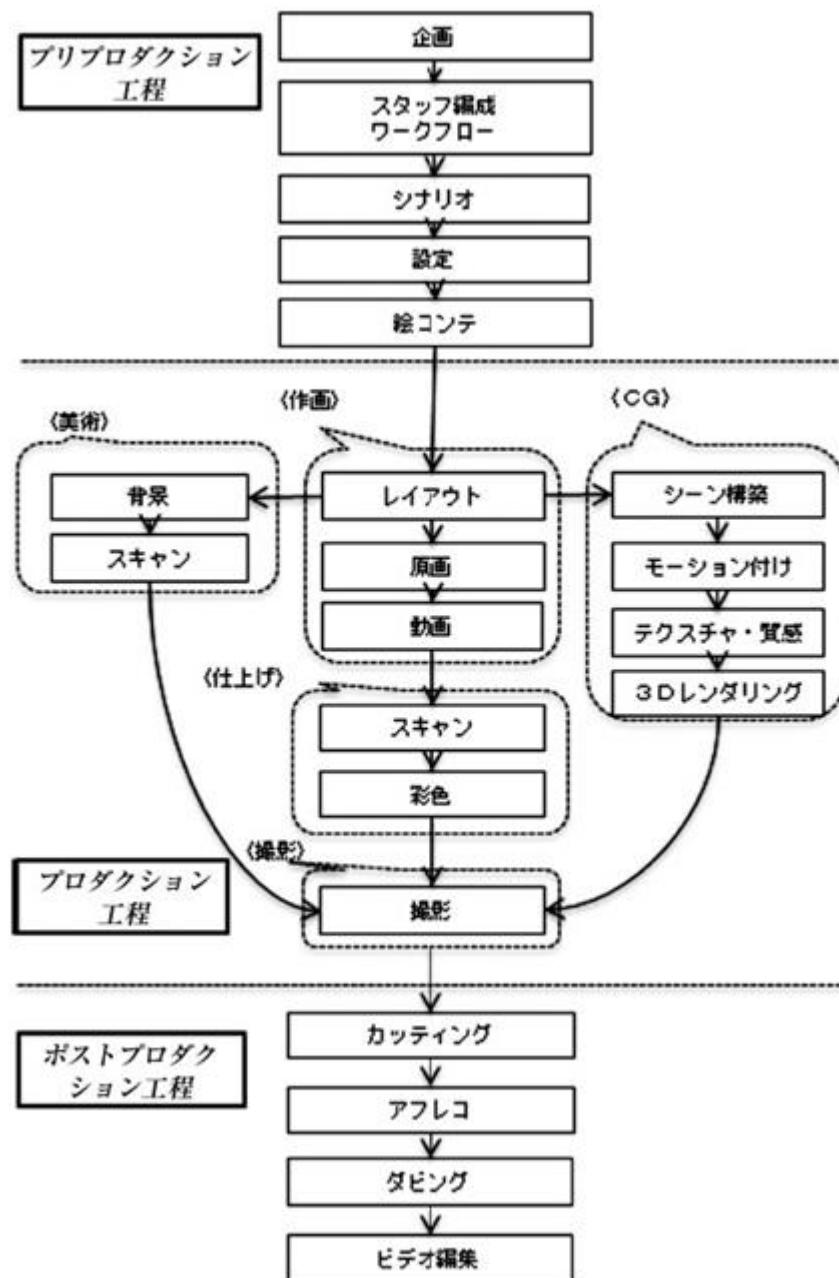 プリプロダクション
工程
企画
スタッフ編成
ワークフロー
シナリオ
設定
絵コンテ
〈美術〉
〈作画〉
〈CG〉
背景
スキャン
レイアウト
原画
動画
シーン構築
モーション付け
テクスチャ・質感
3Dレンダリング
〈仕上げ〉
スキャン
彩色
プロダクション
工程
〈撮影〉
撮影
ポストプロダク
ション工程
カッティング
アフレコ
ダビング
ビデオ編集